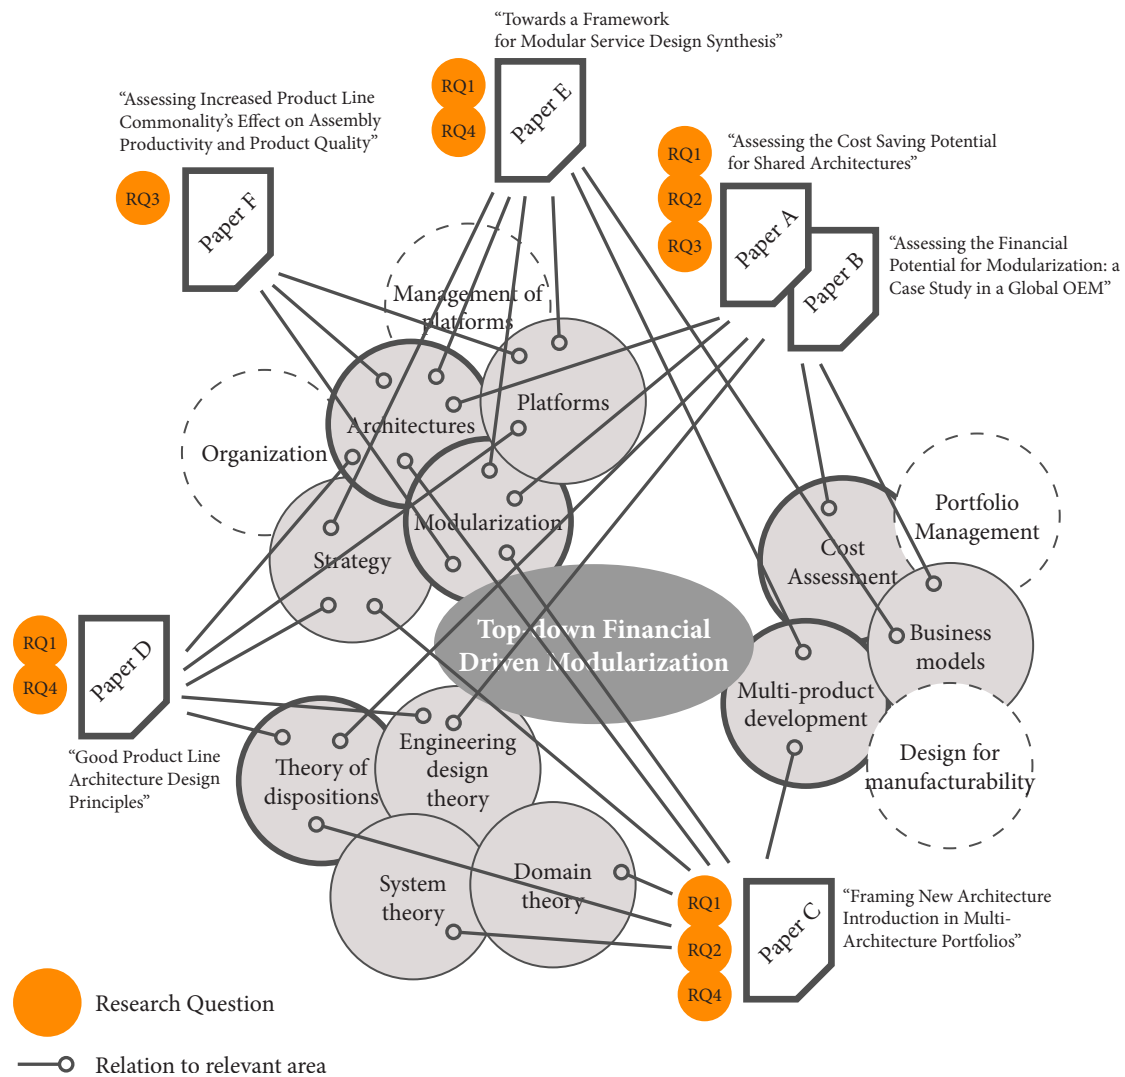 “Towards a Framework
for Modular Service Design Synthesis”
RQ1
RQ4
Paper E
“Assessing Increased Product Line
Commonality’s Effect on Assembly
Productivity and Product Quality”
RQ3
Paper F
“Assessing the Cost Saving Potential
for Shared Architectures”
RQ1
RQ2
RQ3
Paper A
Paper B
“Assessing the Financial
Potential for Modularization: a
Case Study in a Global OEM”
Management of
platforms
Platforms
Architectures
Organization
Modularization
Strategy
Portfolio
Management
Cost
Assessment
Business
models
Multi-product
development
Design for
manufacturability
Top-down Financial
Driven Modularization
RQ1
RQ4
Paper D
“Good Product Line
Architecture Design
Principles”
Theory of
dispositions
Engineering
design
theory
System
theory
Domain
theory
RQ1
RQ2
RQ4
Paper C
“Framing New Architecture
Introduction in Multi-
Architecture Portfolios”
Research Question
Relation to relevant area